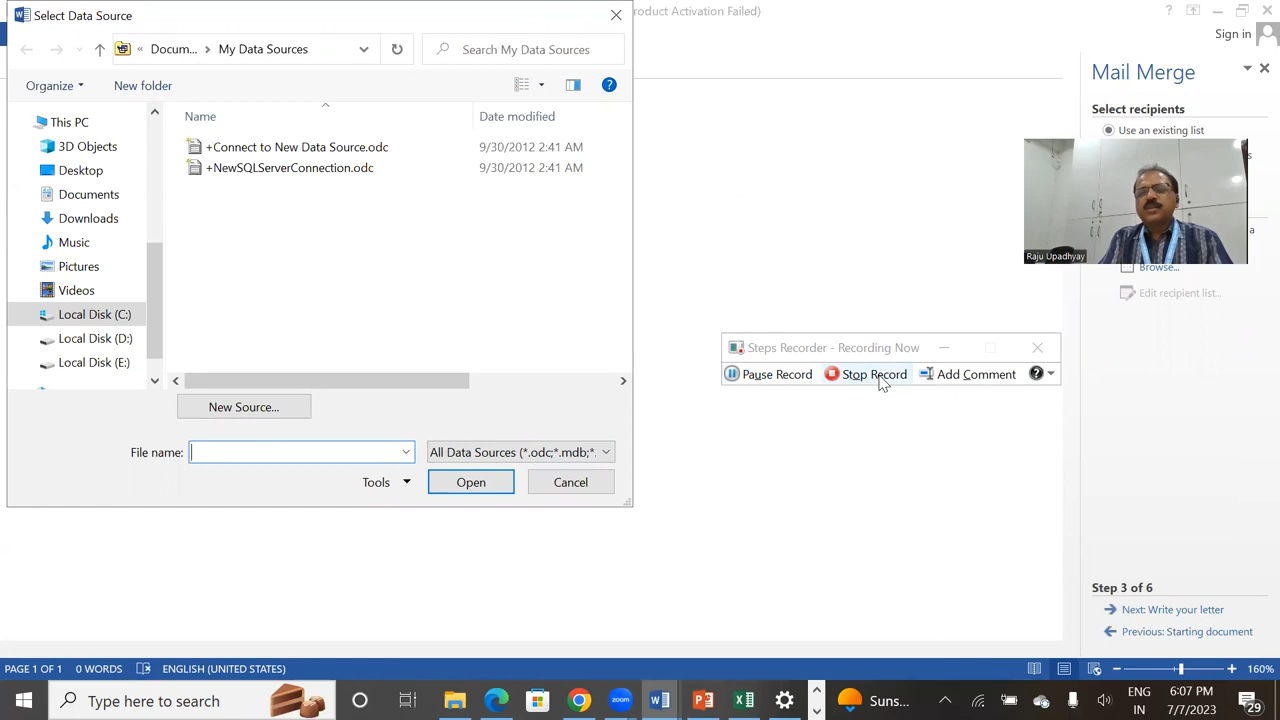 Select Data Source
roduct Activation Failed)
Sign in
« Docum... > My Data Sources
Search My Data Sources
Organize
New folder
This PC
3D Objects
Desktop
Documents
Downloads
Music
Pictures
Videos
Local Disk (C:)
Local Disk (D:)
Local Disk (E:)
Name
Date modified
+Connect to New Data Source.odc
9/30/2012 2:41 AM
+NewSQLServerConnection.odc
9/30/2012 2:41 AM
New Source...
File name:
All Data Sources (*.odc;*.mdb;*.
Tools
Open
Cancel
Steps Recorder - Recording Now
Pause Record
Stop Record
Add Comment
Mail Merge
Select recipients
Use an existing list
s
a
Raju Upadhyay
Browse...
Edit recipient list...
Step 3 of 6
Next: Write your letter
Previous: Starting document
PAGE 1 OF 1
0 WORDS
ENGLISH (UNITED STATES)
160%
Type here to search
zoom
Suns...
ENG
IN
6:07 PM
7/7/2023
29